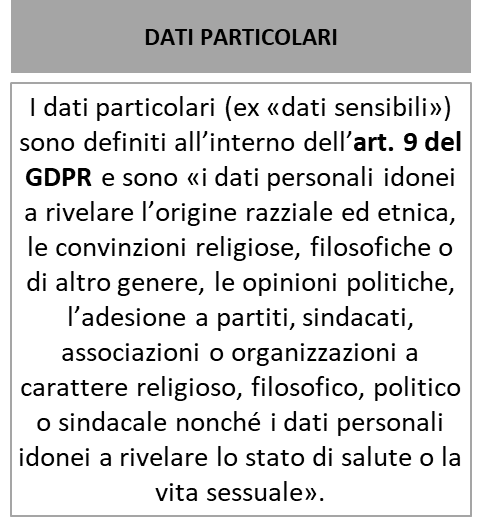 DATI PARTICOLARI
I dati particolari (ex «dati sensibili»)
sono definiti all’interno dell’art. 9 del
GDPR e sono «i dati personali idonei
a rivelare l’origine razziale ed etnica,
le convinzioni religiose, filosofiche o
di altro genere, le opinioni politiche,
l’adesione a partiti, sindacati,
associazioni o organizzazioni a
carattere religioso, filosofico, politico
o sindacale nonché i dati personali
idonei a rivelare lo stato di salute o la
vita sessuale».